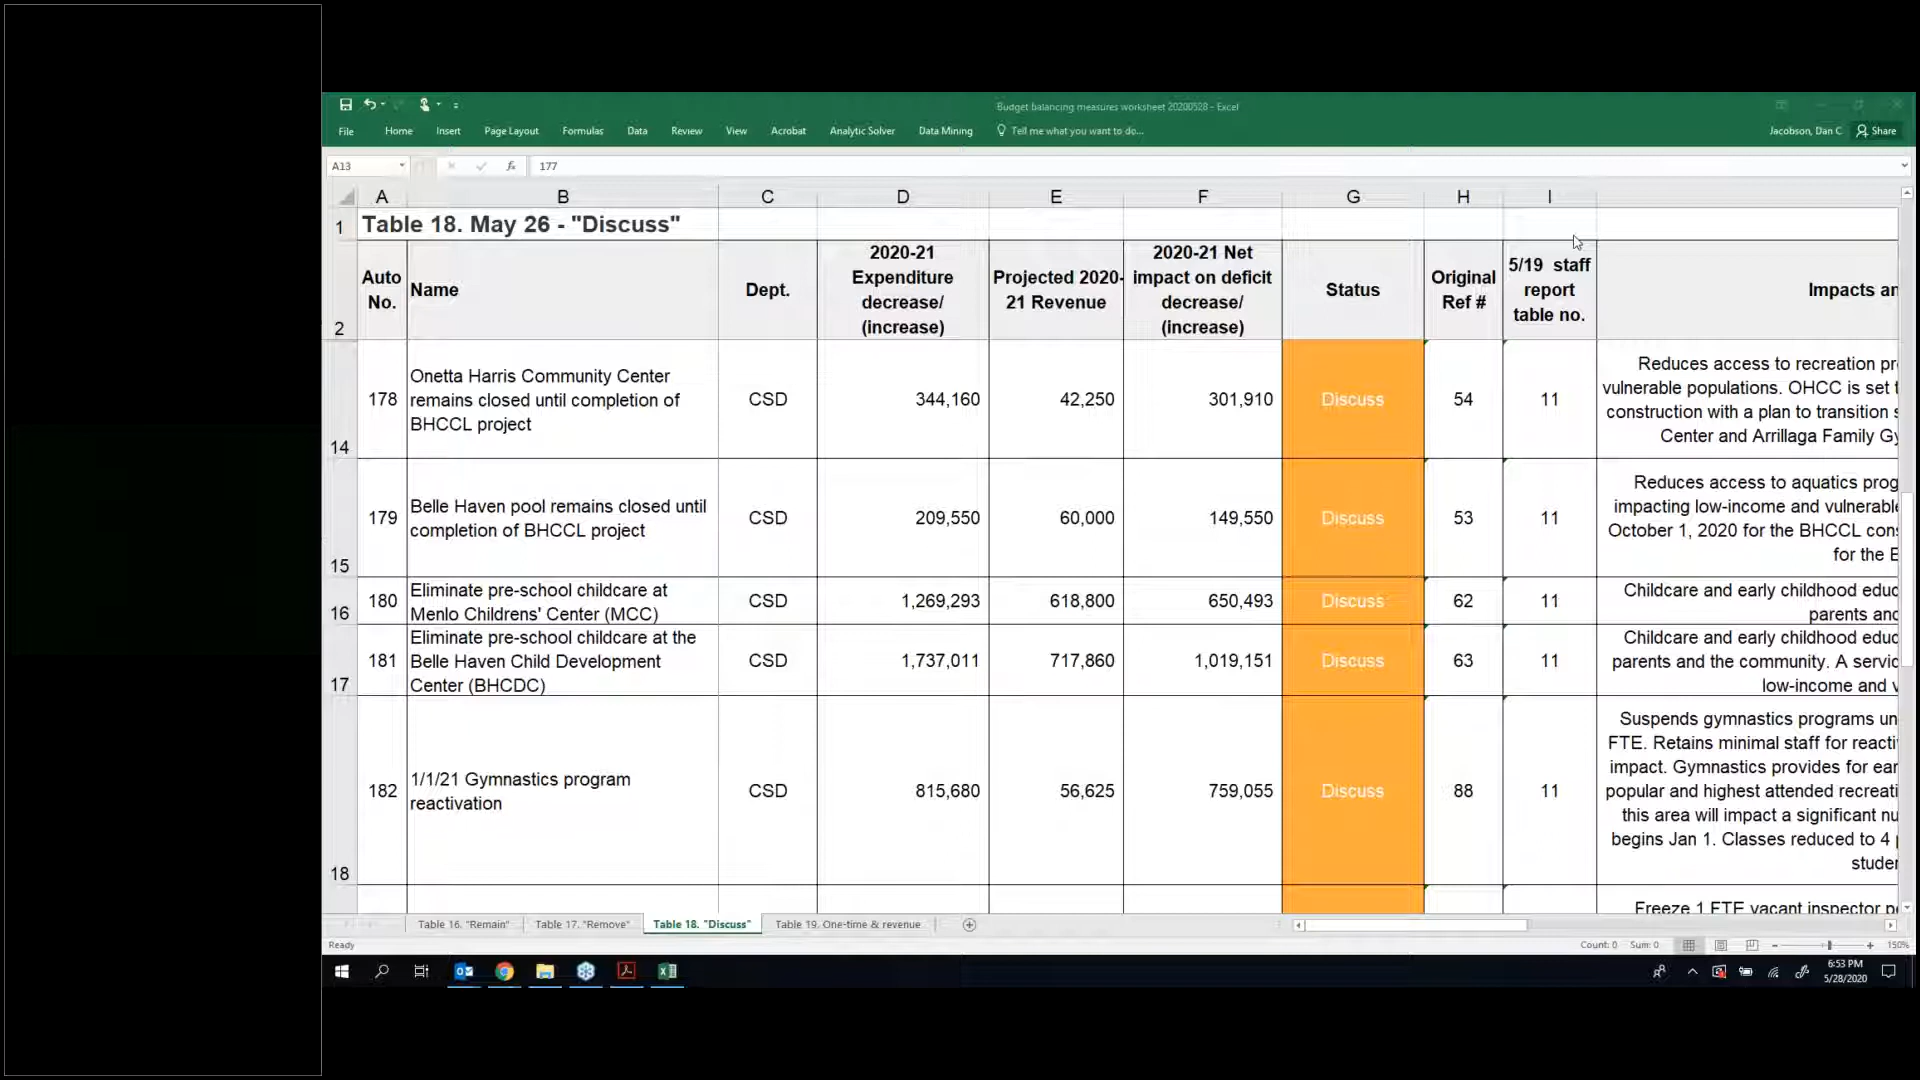 Budget balancing measures worksheet 20200528 - Excel
File Home Insert Page Layout Formulas Data Review View Acrobat Analytic Solver Data Mining Tell me what you want to do... Jacobson, Dan C Share
A13 fx 177
A B C D E F G H I
1 Table 18. May 26 - "Discuss"
2020-21
Expenditure
decrease/
(increase)
2020-21 Net
impact on deficit
decrease/
(increase)
Auto
No.
Name
Dept.
Projected 2020-
21 Revenue
Status
Original
Ref #
5/19 staff
report
table no.
Impacts an
2
178
Onetta Harris Community Center
remains closed until completion of
BHCCL project
CSD 344,160 42,250 301,910 Discuss 54 11
Reduces access to recreation pr
vulnerable populations. OHCC is set t
construction with a plan to transition s
Center and Arrillaga Family Gy
14
179
Belle Haven pool remains closed until
completion of BHCCL project
CSD 209,550 60,000 149,550 Discuss 53 11
Reduces access to aquatics prog
impacting low-income and vulnerable
October 1, 2020 for the BHCCL cons
for the E
15
180
Eliminate pre-school childcare at
Menlo Childrens' Center (MCC)
CSD 1,269,293 618,800 650,493 Discuss 62 11
Childcare and early childhood educ
parents and
16
181
Eliminate pre-school childcare at the
Belle Haven Child Development
Center (BHCDC)
CSD 1,737,011 717,860 1,019,151 Discuss 63 11
Childcare and early childhood educ
parents and the community. A servic
low-income and v
17
182
1/1/21 Gymnastics program
reactivation
CSD 815,680 56,625 759,055 Discuss 88 11
Suspends gymnastics programs un
FTE. Retains minimal staff for reacti
impact. Gymnastics provides for ear
popular and highest attended recreati
this area will impact a significant nu
begins Jan 1. Classes reduced to 4 p
studen
18
Freeze 1 FTE vacant inspector po
Table 16. "Remain" Table 17. "Remove" Table 18. "Discuss" Table 19. One-time & revenue
Ready Count: 0 Sum: 0 150%
6:53 PM
5/28/2020